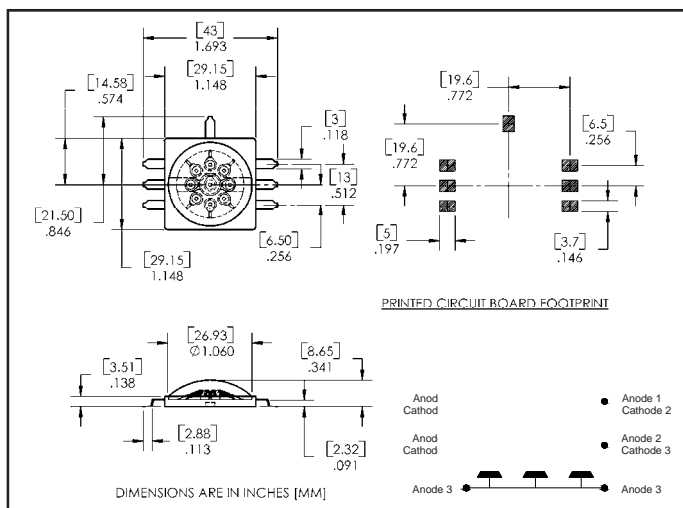 [43]
1.693
[29.15]
1.148
[14.58]
.574
[3]
.118
[13]
.512
[21.50]
.846
[6.50]
.256
[29.15]
1.148
[19.6]
.772
[6.5]
.256
[19.6]
.772
[5]
.197
[3.7]
.146
PRINTED CIRCUIT BOARD FOOTPRINT
[26.93]
Ø1.060
[8.65]
.341
[3.51]
.138
[2.88]
.113
[2.32]
.091
DIMENSIONS ARE IN INCHES [MM]
Anod
Cathod
Anode 1
Cathode 2
Anod
Cathod
Anode 2
Cathode 3
Anode 3
Anode 3